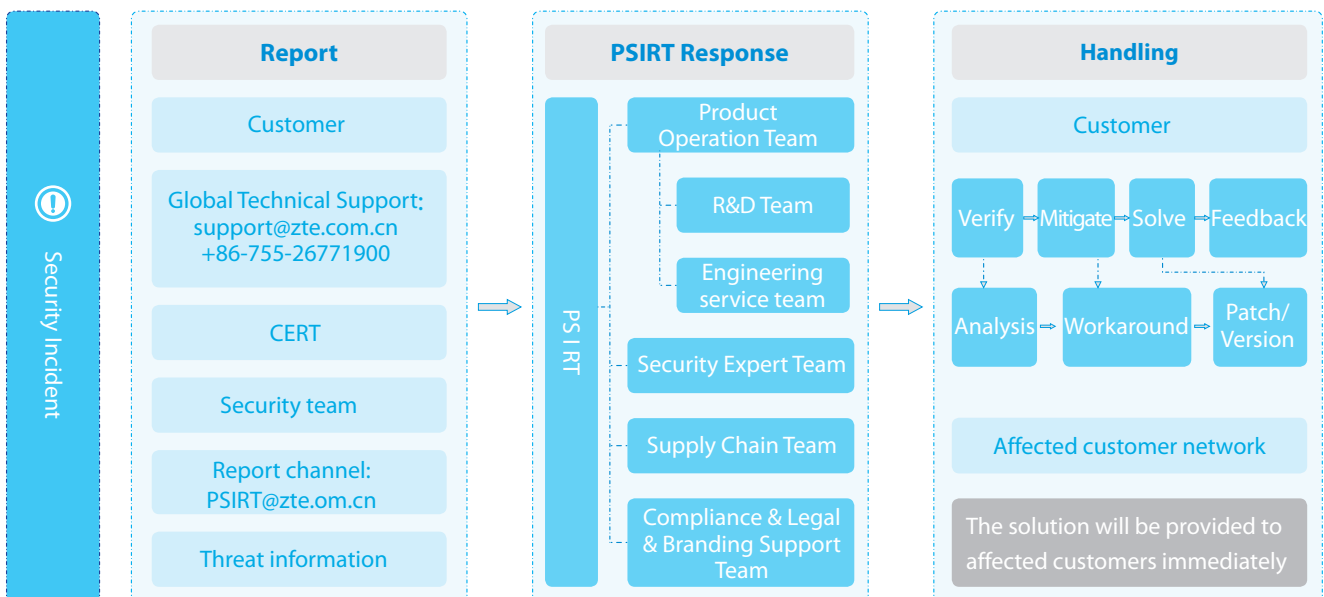 Security Incident
Report
Customer
Global Technical Support:
support@zte.com.cn
+86-755-26771900
CERT
Security team
Report channel:
PSIRT@zte.om.cn
Threat information
PSIRT Response
PSIRT
Product
Operation Team
R&D Team
Engineering
service team
Security Expert Team
Supply Chain Team
Compliance & Legal
& Branding Support
Team
Handling
Customer
Verify
Mitigate
Solve
Feedback
Analysis
Workaround
Patch/
Version
Affected customer network
The solution will be provided to
affected customers immediately